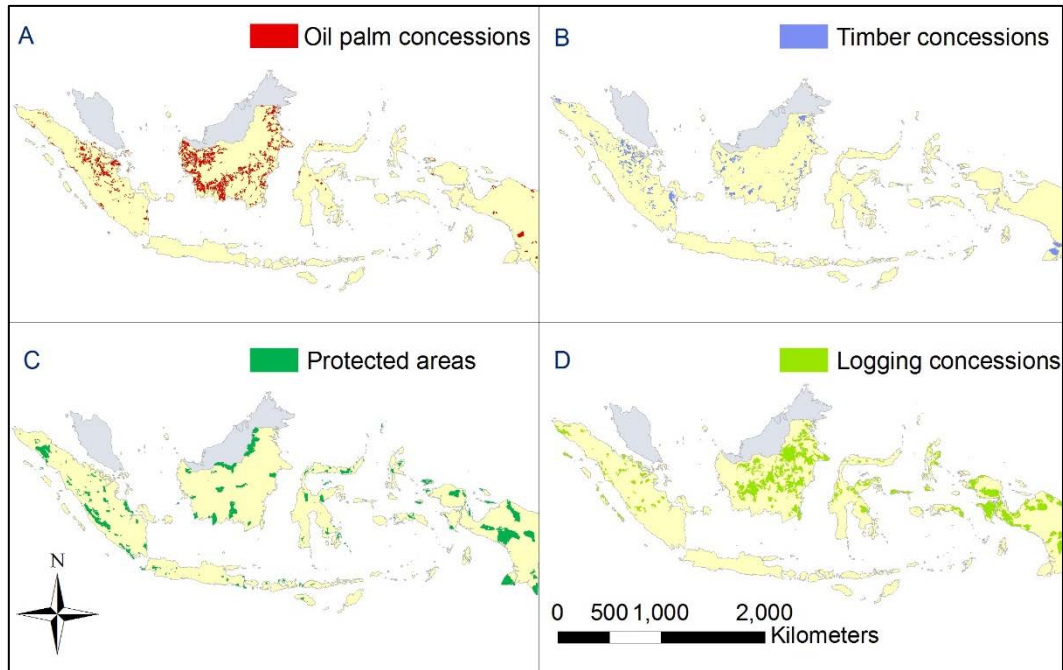 A
Oil palm concessions
B
Timber concessions
C
Protected areas
D
Logging concessions
N
0 500 1,000 2,000
Kilometers